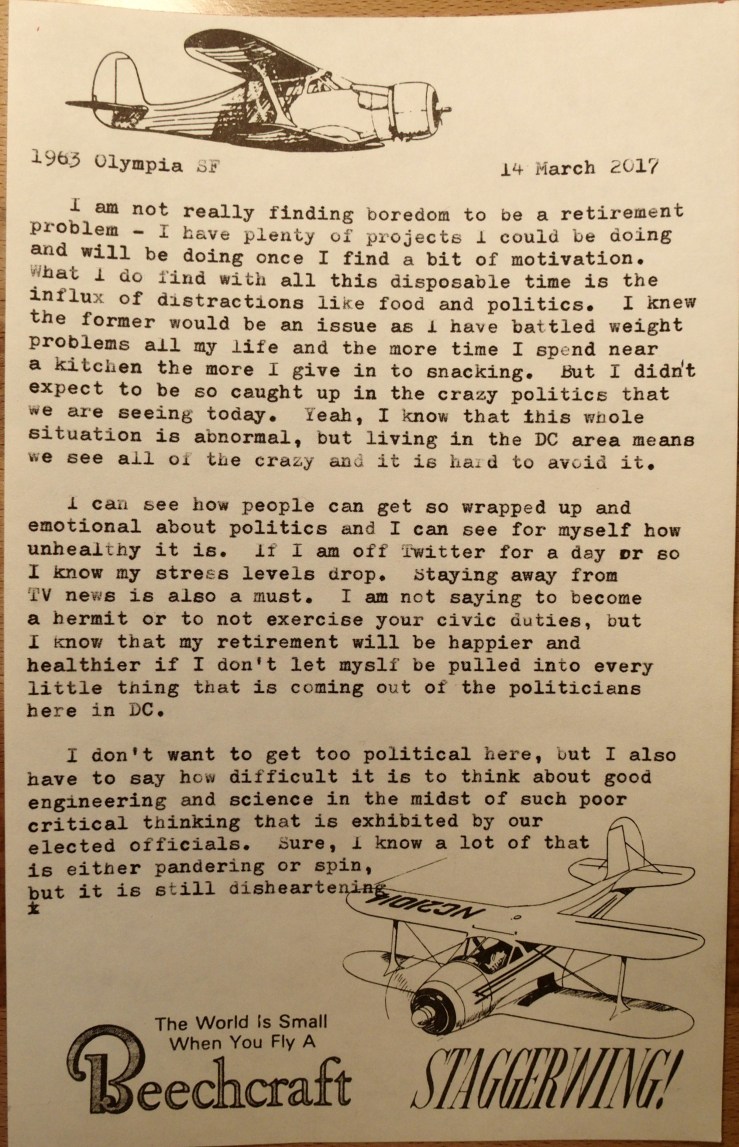 1963 Olympia SF 14 March 2017
I am not really finding boredom to be a retirement
problem - I have plenty of projects I could be doing
and will be doing once I find a bit of motivation.
What I do find with all this disposable time is the
influx of distractions like food and politics. I knew
the former would be an issue as I have battled weight
problems all my life and the more time I spend near
a kitchen the more I give in to snacking. But I didn't
expect to be so caught up in the crazy politics that
we are seeing today. Yeah, I know that this whole
situation is abnormal, but living in the DC area means
we see all of the crazy and it is hard to avoid it.
I can see how people can get so wrapped up and
emotional about politics and I can see for myself how
unhealthy it is. If I am off Twitter for a day or so
I know my stress levels drop. Staying away from
TV news is also a must. I am not saying to become
a hermit or to not exercise your civic duties, but
I know that my retirement will be happier and
healthier if I don't let myslf be pulled into every
little thing that is coming out of the politicians
here in DC.
I don't want to get too political here, but I also
have to say how difficult it is to think about good
engineering and science in the midst of such poor
critical thinking that is exhibited by our
elected officials. Sure, I know a lot of that
is either pandering or spin,
but it is still disheartening
The World is Small
When You Fly A
Beechcraft STAGGERWING!